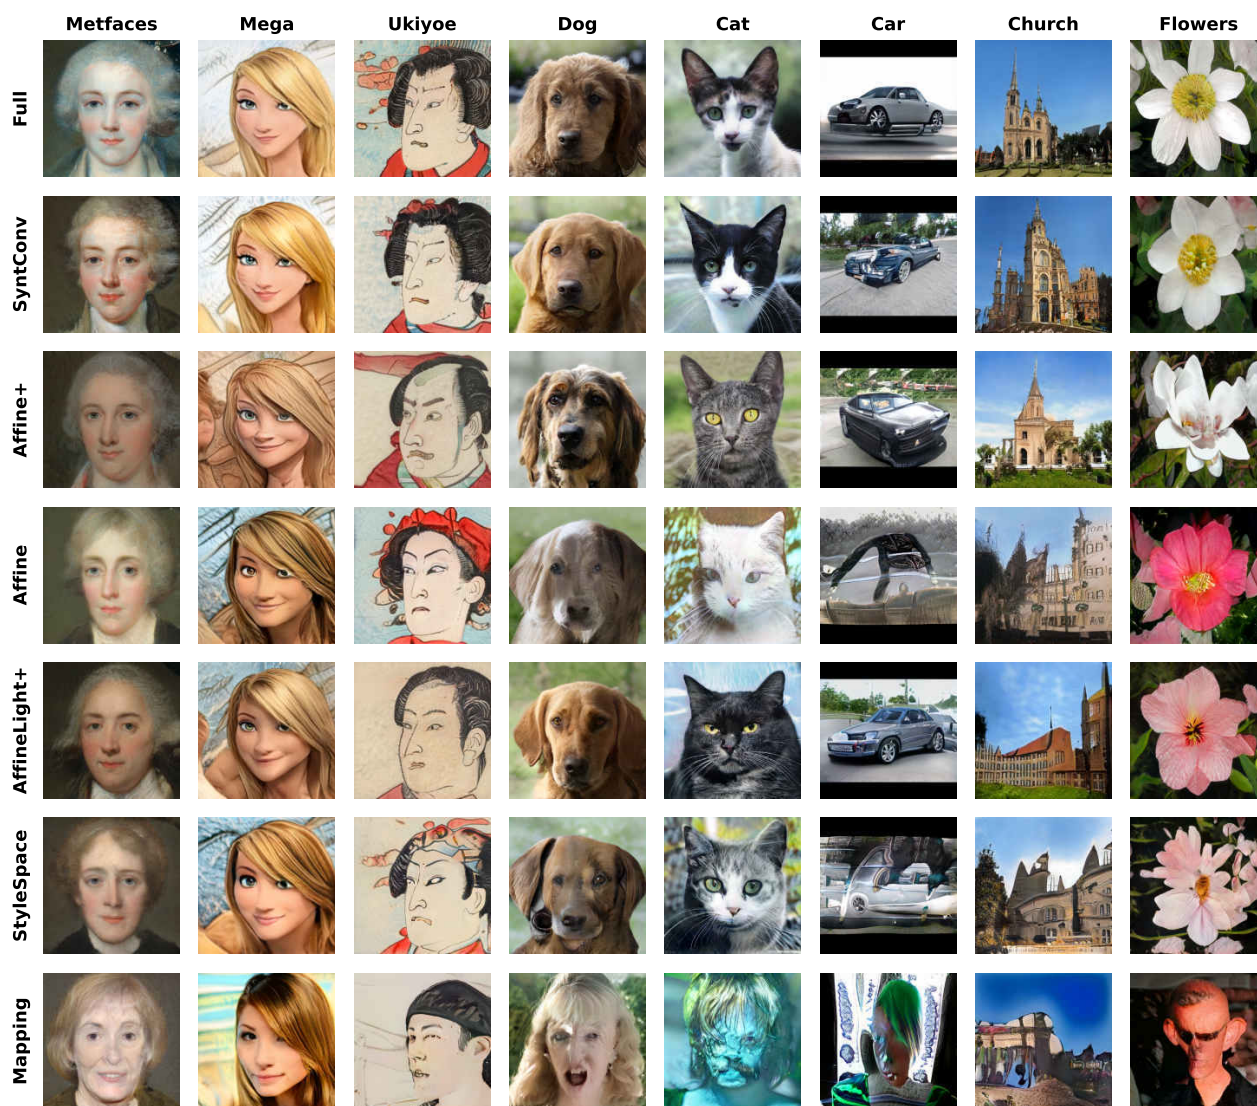 Metfaces Mega Ukiyoe Dog Cat Car Church Flowers
Full
SyntConv
Affine+
Affine
AffineLight+
StyleSpace
Mapping